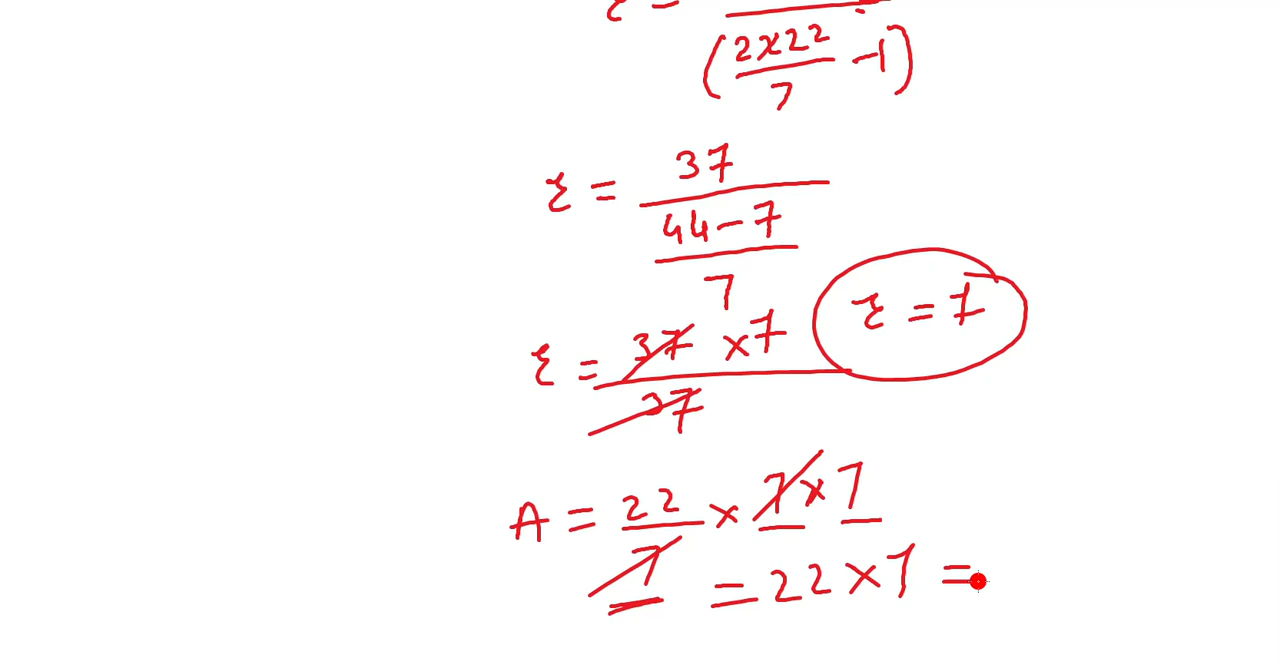 r =
(2×22/7 -1)
r = 37/((44-7)/7)
r = 7
r = 37 ×7/37
A = 22/7 × 7×7
= 22×7 =